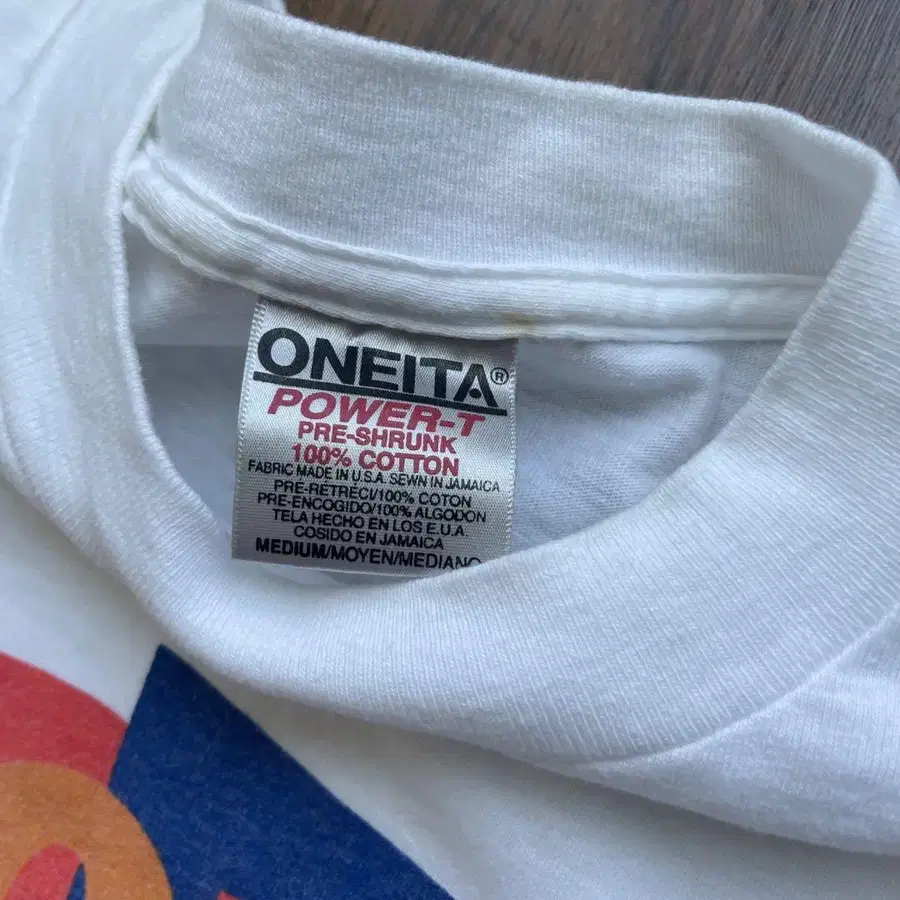 ONEITA®
POWER-T
PRE-SHRUNK
100% COTTON
FABRIC MADE IN U.S.A. SEWN IN JAMAICA
PRE-RÉTRÉCI/100% COTON
PRE-ENCOGIDO/100% ALGODON
TELA HECHO EN LOS E.U.A.
COSIDO EN JAMAICA
MEDIUM/MOYEN/MEDIANO